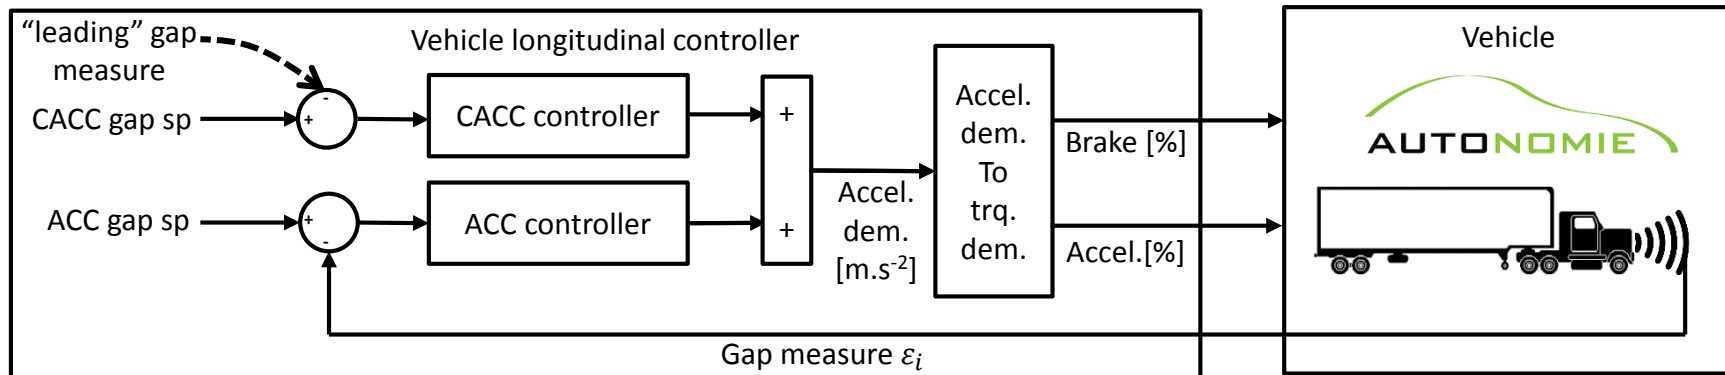 “leading” gap
measure
Vehicle longitudinal controller
Vehicle
CACC gap sp
-
+
CACC controller
+
Accel.
dem.
To
trq.
dem.
Brake [%]
AUTONOMIE
ACC gap sp
+
-
ACC controller
+
Accel.
dem.
[m.s-2]
Accel.[%]
Gap measure εi